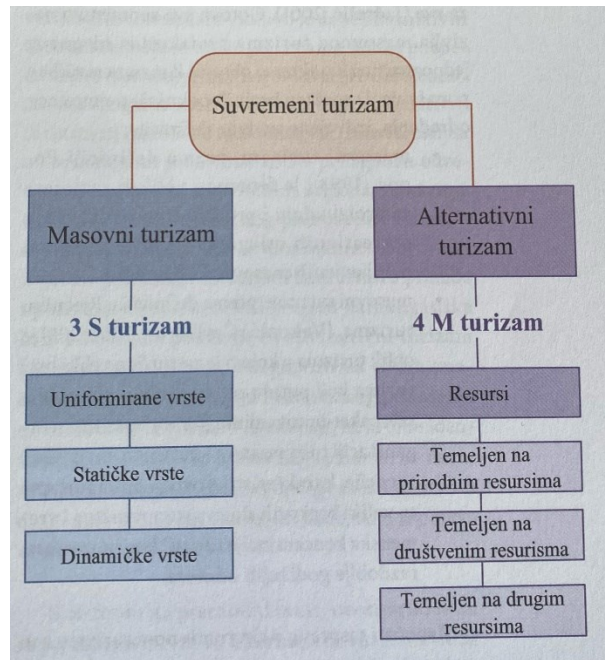 Suvremeni turizam
Masovni turizam
Alternativni
turizam
3 S turizam
4 M turizam
Uniformirane vrste
Resursi
Statičke vrste
Temeljen na
prirodnim resursima
Dinamičke vrste
Temeljen na
društvenim resurisma
Temeljen na drugim
resursima